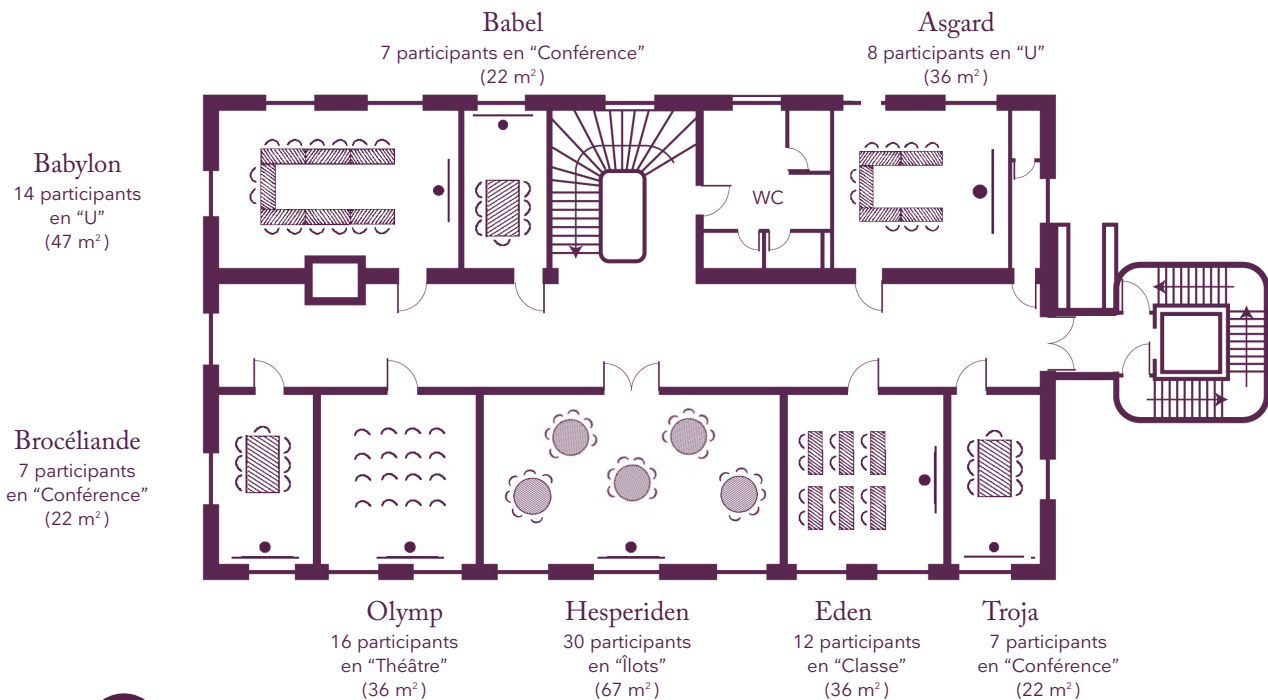 Babel
7 participants en “Conférence”
(22 m²)
Asgard
8 participants en “U”
(36 m²)
Babylon
14 participants
en “U”
(47 m²)
WC
Brocéliande
7 participants
en “Conférence”
(22 m²)
Olymp
16 participants
en “Théâtre”
(36 m²)
Hesperiden
30 participants
en “Îlots”
(67 m²)
Eden
12 participants
en “Classe”
(36 m²)
Troja
7 participants
en “Conférence”
(22 m²)